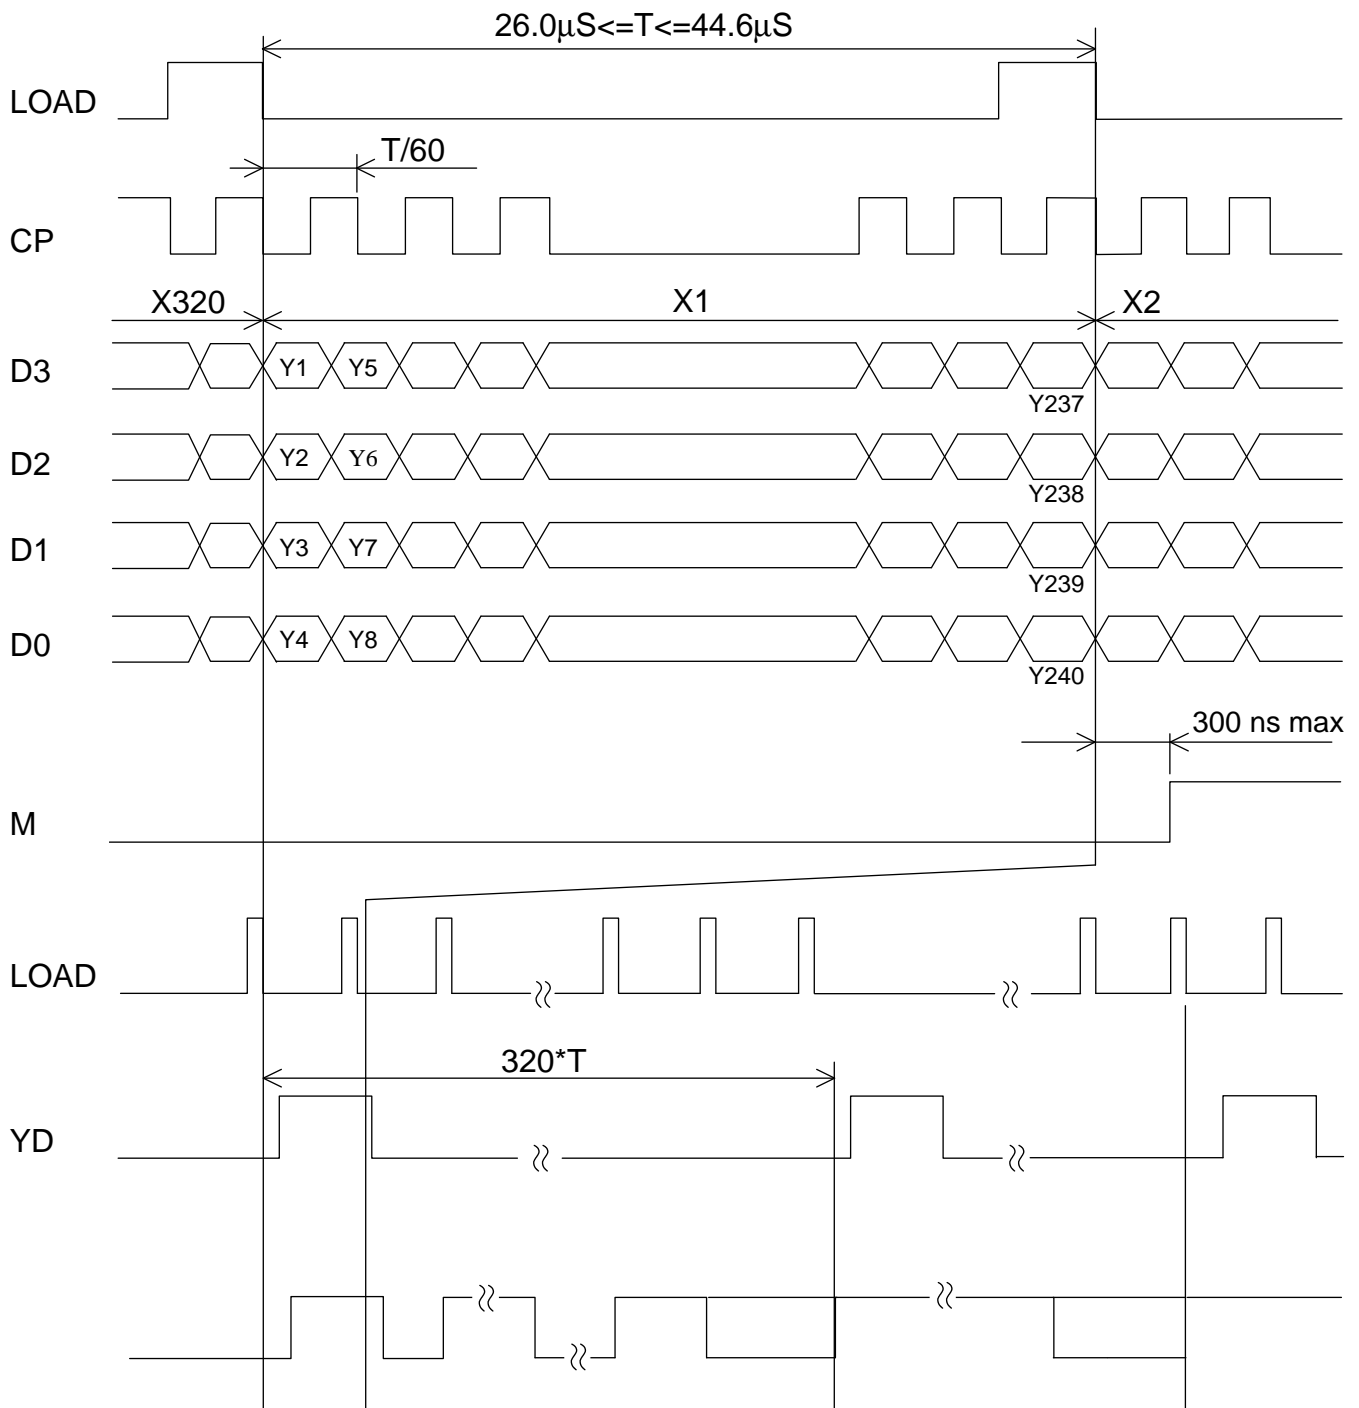 26.0μS<=T<=44.6μS
LOAD
T/60
CP
X320 X1 X2
D3 Y1 Y5
Y237
D2 Y2 Y6
Y238
D1 Y3 Y7
Y239
D0 Y4 Y8
Y240
300 ns max
M
LOAD
320*T
YD